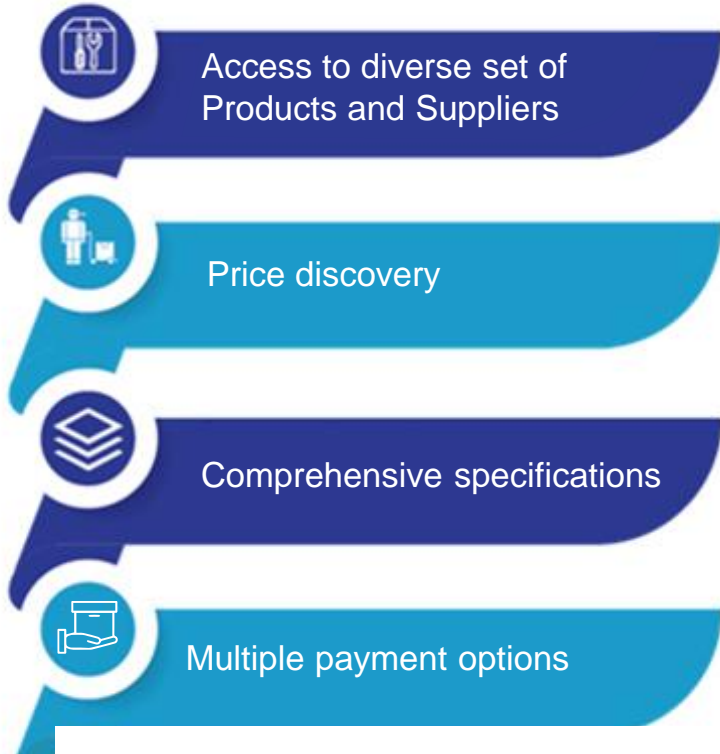 Access to diverse set of
Products and Suppliers
Price discovery
Comprehensive specifications
Multiple payment options